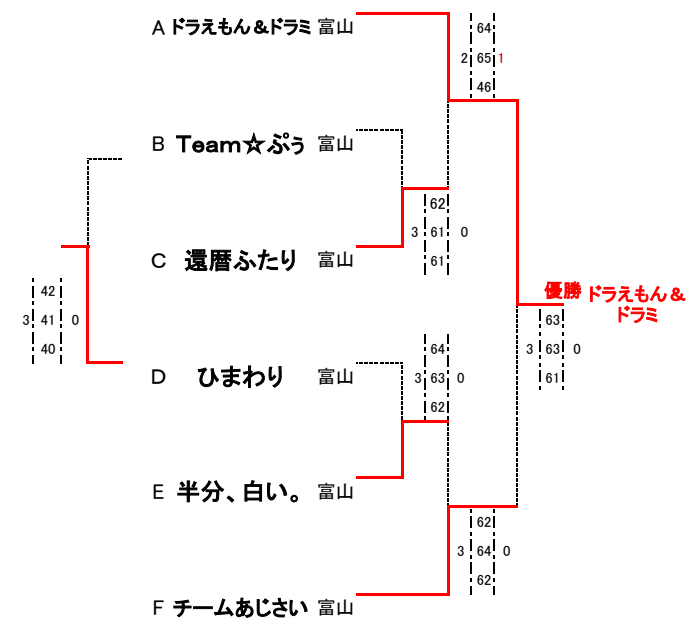 A ドラえもん＆ドラミ 富山
64
2 65 1
46
B Team☆ぷぅ 富山
62
3 61 0
61
C 還暦ふたり 富山
42
3 41 0
40
優勝 ドラえもん＆
ドラミ
63
3 63 0
61
64
3 63 0
62
D ひまわり 富山
E 半分、白い。 富山
62
3 64 0
62
F チームあじさい 富山